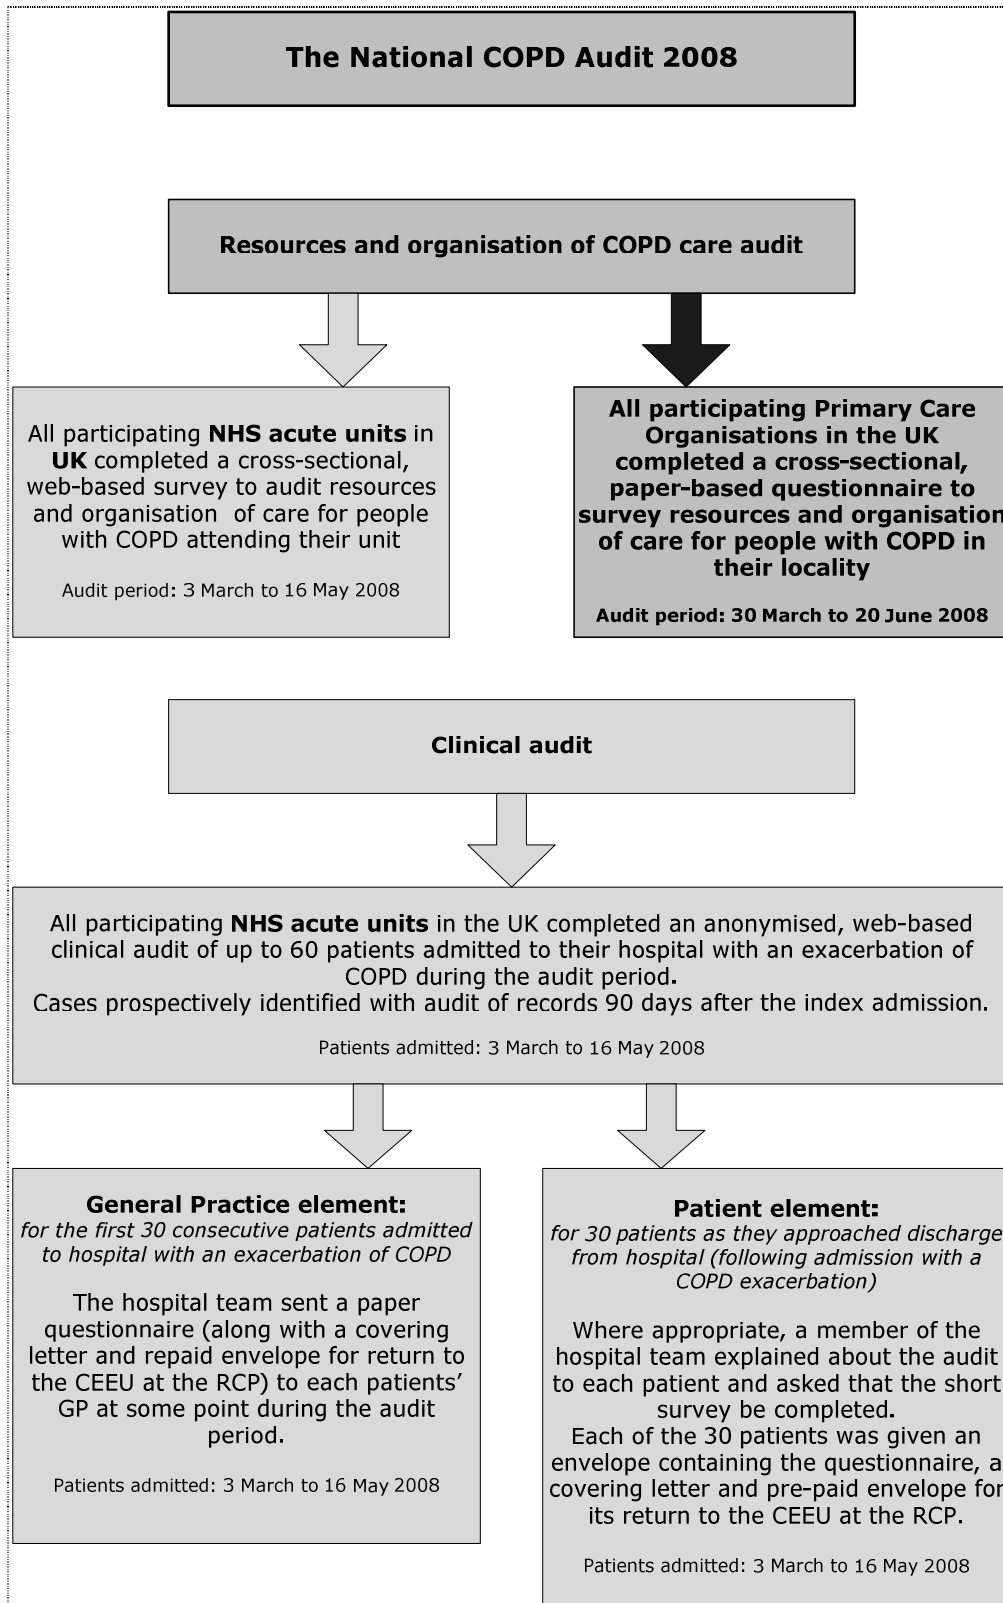 The National COPD Audit 2008
Resources and organisation of COPD care audit
All participating NHS acute units in
UK completed a cross-sectional,
web-based survey to audit resources
and organisation of care for people
with COPD attending their unit
Audit period: 3 March to 16 May 2008
All participating Primary Care
Organisations in the UK
completed a cross-sectional,
paper-based questionnaire to
survey resources and organisation
of care for people with COPD in
their locality
Audit period: 30 March to 20 June 2008
Clinical audit
All participating NHS acute units in the UK completed an anonymised, web-based
clinical audit of up to 60 patients admitted to their hospital with an exacerbation of
COPD during the audit period.
Cases prospectively identified with audit of records 90 days after the index admission.
Patients admitted: 3 March to 16 May 2008
General Practice element:
for the first 30 consecutive patients admitted
to hospital with an exacerbation of COPD
The hospital team sent a paper
questionnaire (along with a covering
letter and repaid envelope for return to
the CEEU at the RCP) to each patients’
GP at some point during the audit
period.
Patients admitted: 3 March to 16 May 2008
Patient element:
for 30 patients as they approached discharge
from hospital (following admission with a
COPD exacerbation)
Where appropriate, a member of the
hospital team explained about the audit
to each patient and asked that the short
survey be completed.
Each of the 30 patients was given an
envelope containing the questionnaire, a
covering letter and pre-paid envelope for
its return to the CEEU at the RCP.
Patients admitted: 3 March to 16 May 2008